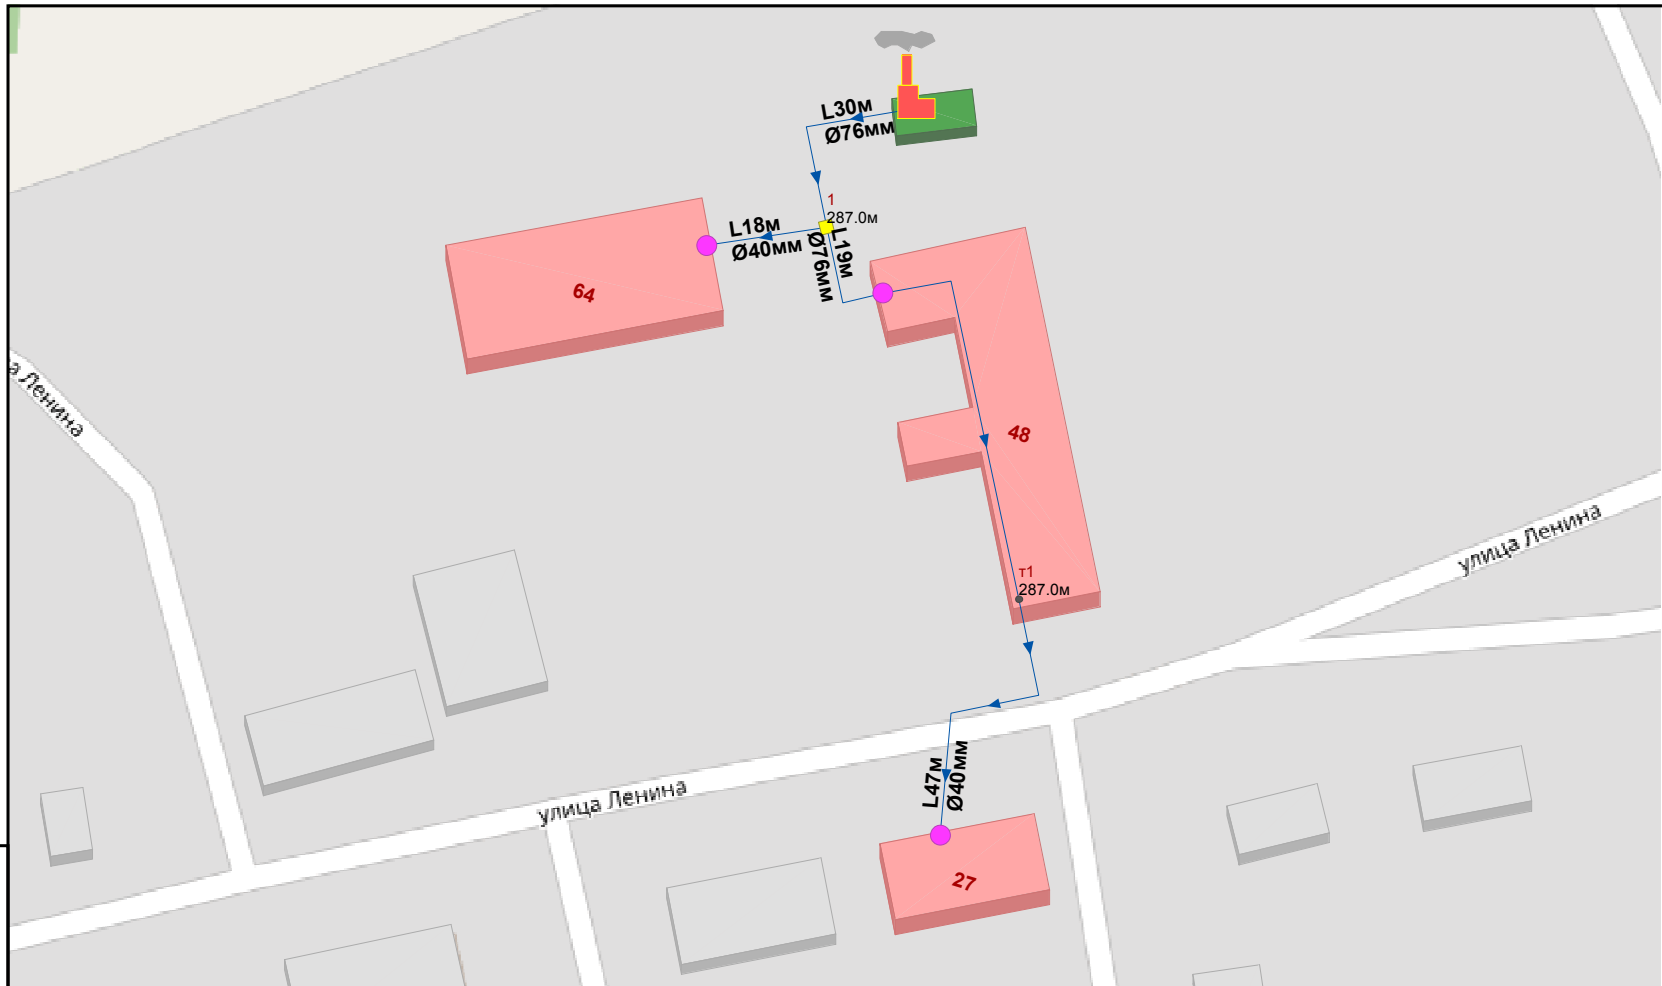 L30м
Ø76мм
1
287.0м
L18м
Ø40мм
L19м
Ø76мм
64
а Ленина
48
улица Ленина
т1
287.0м
L47м
Ø40мм
улица Ленина
27